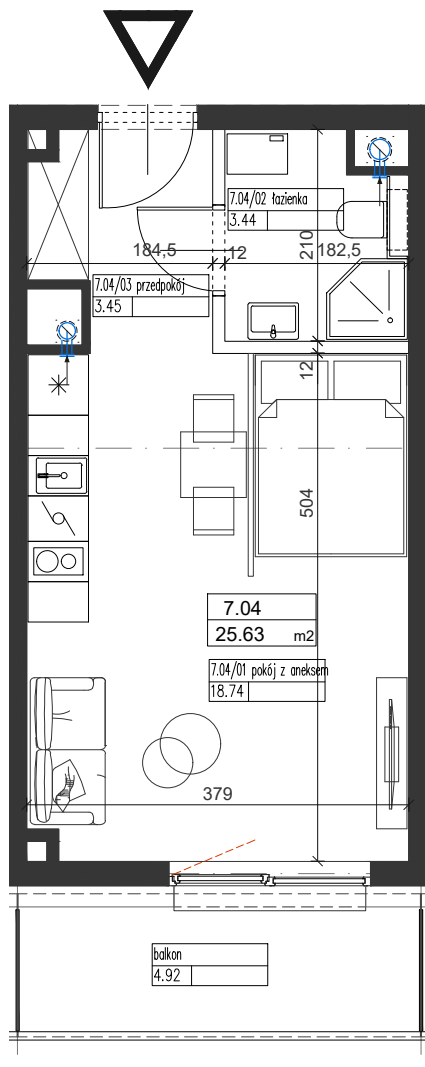 7.04/02 łazienka
3.44
184,5
12
210
182,5
7.04/03 przedpokój
3.45
12
504
7.04
25.63 m2
7.04/01 pokój z aneksem
18.74
379
balkon
4.92